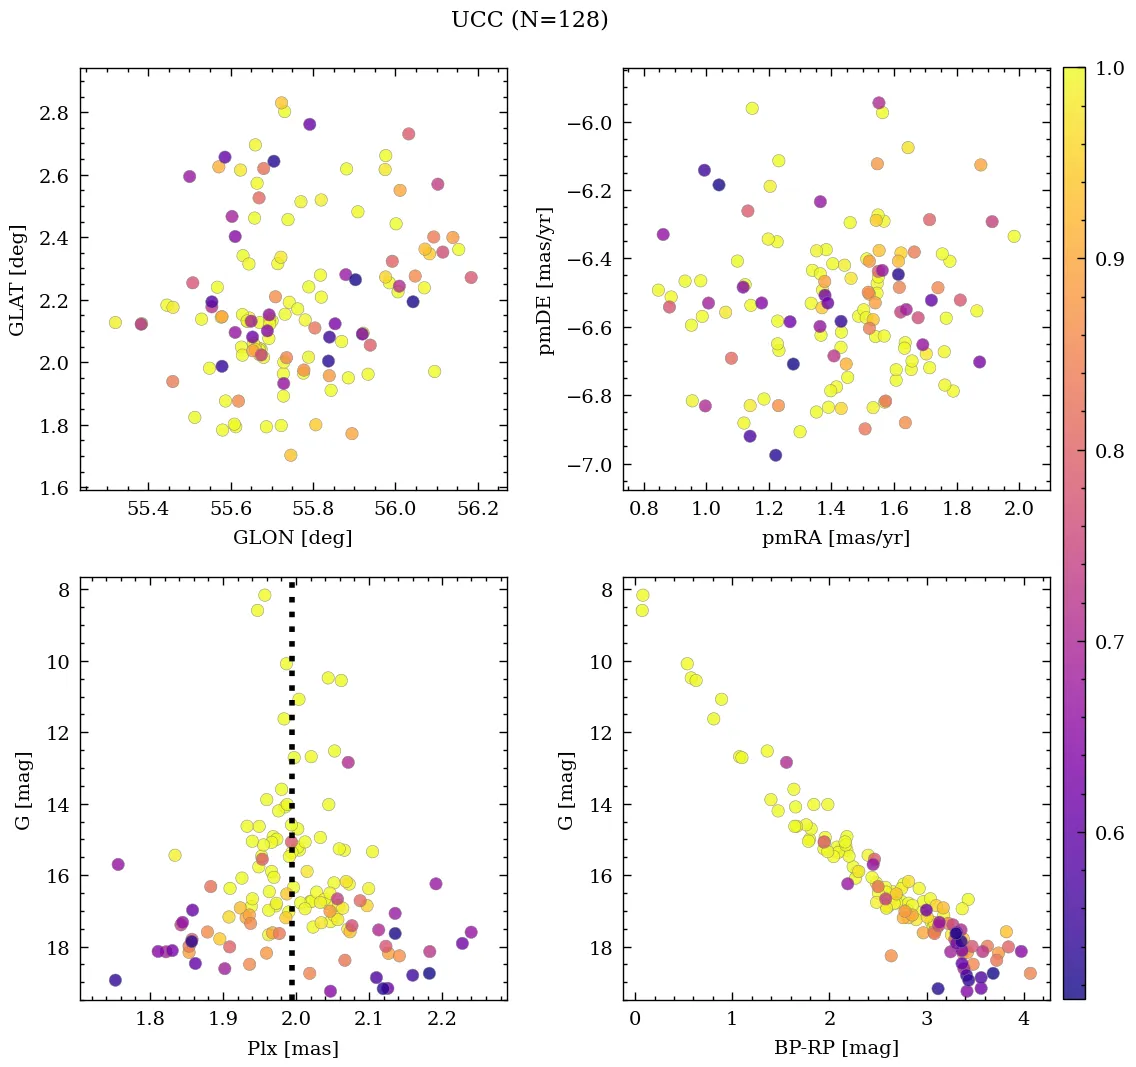 UCC (N=128)
2.8
2.6
2.4
2.2
2.0
1.8
1.6
GLAT [deg]
55.4 55.6 55.8 56.0 56.2
GLON [deg]
−6.0
−6.2
−6.4
−6.6
−6.8
−7.0
pmDE [mas/yr]
0.8 1.0 1.2 1.4 1.6 1.8 2.0
pmRA [mas/yr]
1.0
0.9
0.8
0.7
0.6
8
10
12
14
16
18
G [mag]
1.8 1.9 2.0 2.1 2.2
Plx [mas]
8
10
12
14
16
18
G [mag]
0 1 2 3 4
BP-RP [mag]